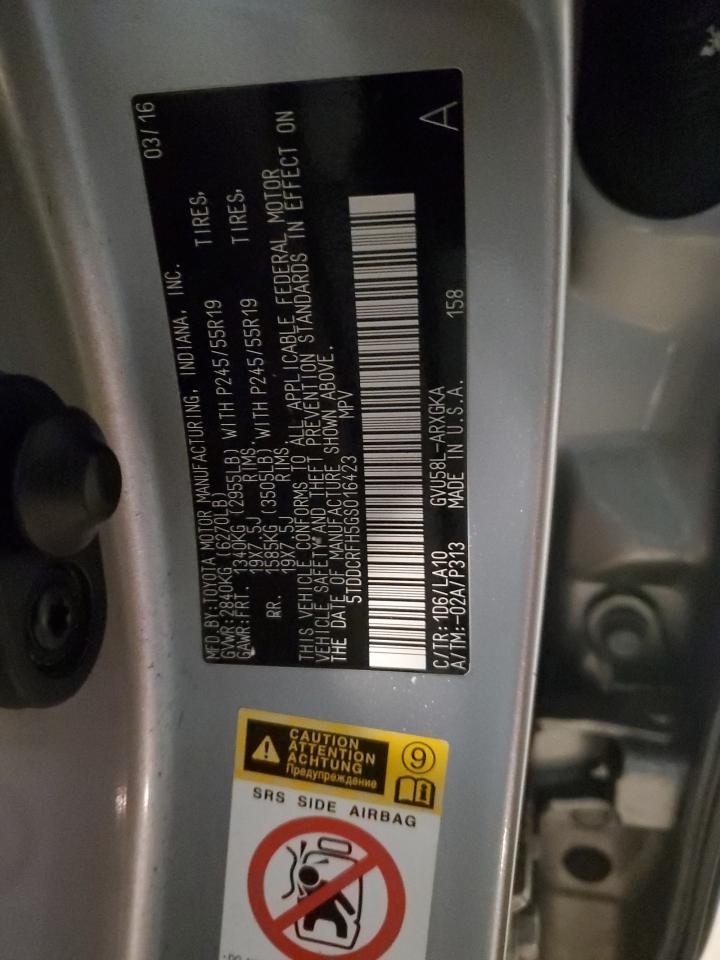 MFD.BY:TOYOTA MOTOR MANUFACTURING, INDIANA, INC. 03/16
GVWR:2840KG (6270LB)
GAWR:FRT. 1340KG (2955LB) WITH P245/55R19 TIRES,
19X7.5J RIMS
RR. 1585KG (3505LB) WITH P245/55R19 TIRES,
19X7.5J RIMS
THIS VEHICLE CONFORMS TO ALL APPLICABLE FEDERAL MOTOR
VEHICLE SAFETY AND THEFT PREVENTION STANDARDS IN EFFECT ON
THE DATE OF MANUFACTURE SHOWN ABOVE.
5TDDCRFH5GS016423 MPV
A
C/TR:1D6/LA10 GVU58L-ARXGKA
A/TM:-02A/P313 MADE IN U.S.A. 158
CAUTION
ATTENTION
ACHTUNG
Предупреждение
9
SRS SIDE AIRBAG